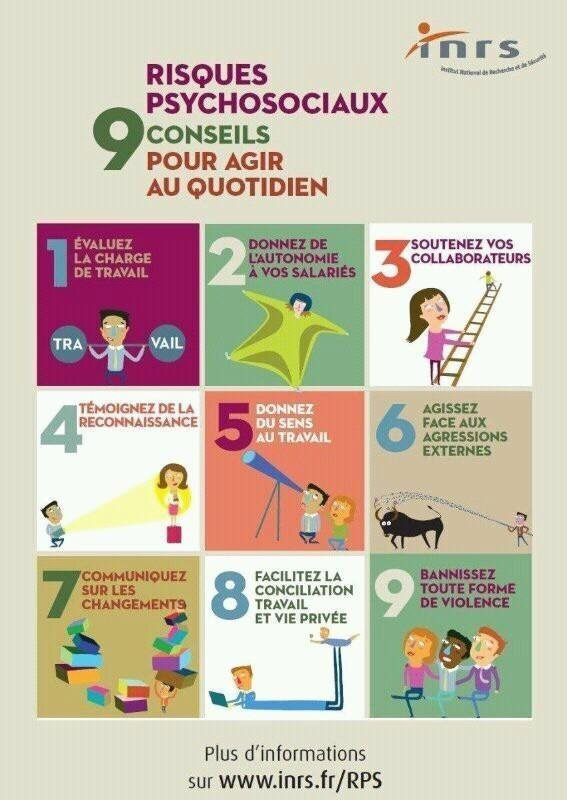 inrs
Institut National de Recherche et de Sécurité
RISQUES
PSYCHOSOCIAUX
9 CONSEILS
POUR AGIR
AU QUOTIDIEN
1 ÉVALUEZ
LA CHARGE
DE TRAVAIL
TRA VAIL
2 DONNEZ DE
L'AUTONOMIE
À VOS SALARIÉS
3 SOUTENEZ VOS
COLLABORATEURS
4 TÉMOIGNEZ DE LA
RECONNAISSANCE
5 DONNEZ
DU SENS
AU TRAVAIL
6 AGISSEZ
FACE AUX
AGRESSIONS
EXTERNES
7 COMMUNIQUEZ
SUR LES
CHANGEMENTS
8 FACILITEZ LA
CONCILIATION
TRAVAIL
ET VIE PRIVÉE
9 BANNISSEZ
TOUTE FORME
DE VIOLENCE
Plus d'informations
sur www.inrs.fr/RPS